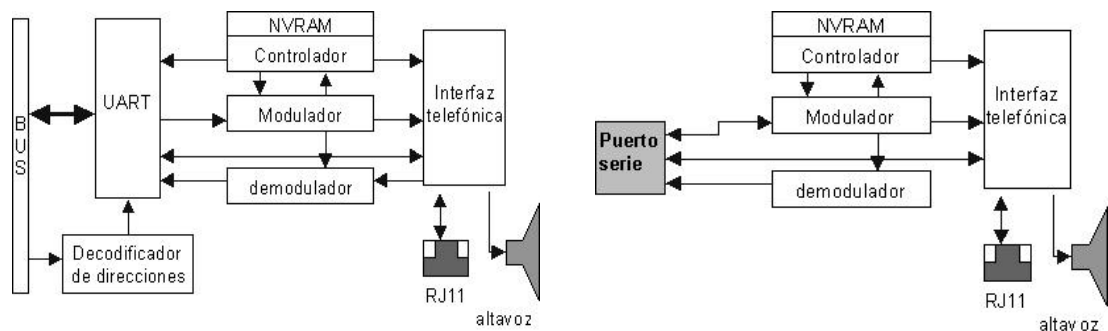 BUS
UART
Decodificador
de direcciones
NVRAM
Controlador
Modulador
demodulador
Interfaz
telefónica
RJ11
altavoz
Puerto
serie
NVRAM
Controlador
Modulador
demodulador
Interfaz
telefónica
RJ11
altavoz